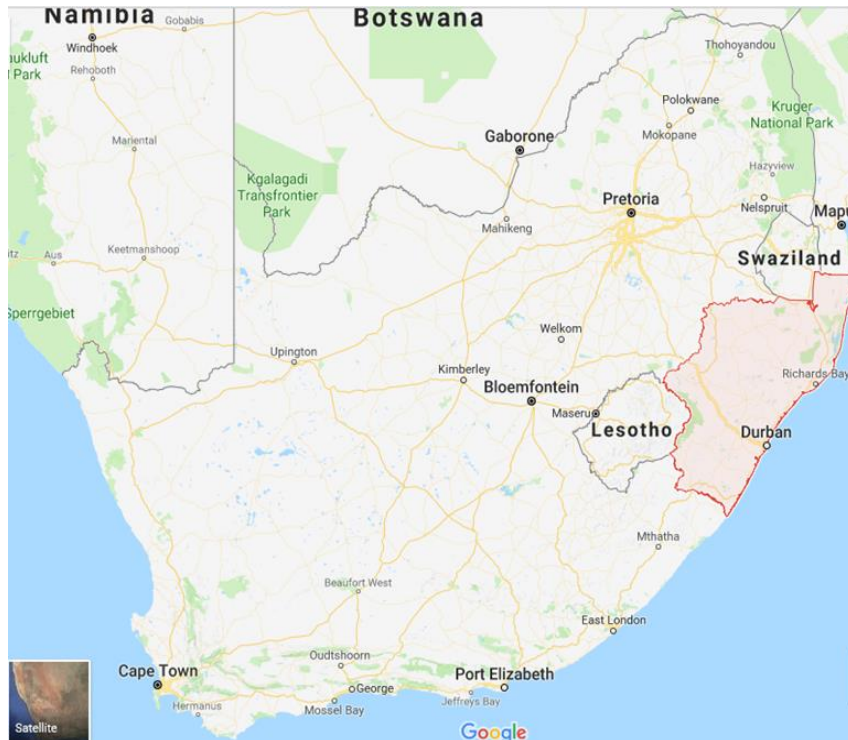 Namibia
Botswana
Gobabis
Windhoek
Thohoyandou
aukluft
f Park
Rehoboth
Polokwane
Kruger
National Park
Mokopane
Mariental
Gaborone
Hazyview
Kgalagadi
Transfrontier
Park
Pretoria
Nelspruit
Mahikeng
Mapu
itz
Aus
Keetmanshoop
Swaziland
Sperrgebiet
Welkom
Upington
Kimberley
Richards Bay
Bloemfontein
Maseru
Lesotho
Durban
Mthatha
Beaufort West
East London
Oudtshoorn
Cape Town
Port Elizabeth
George
Jeffreys Bay
Hermanus
Mossel Bay
Satellite
Google